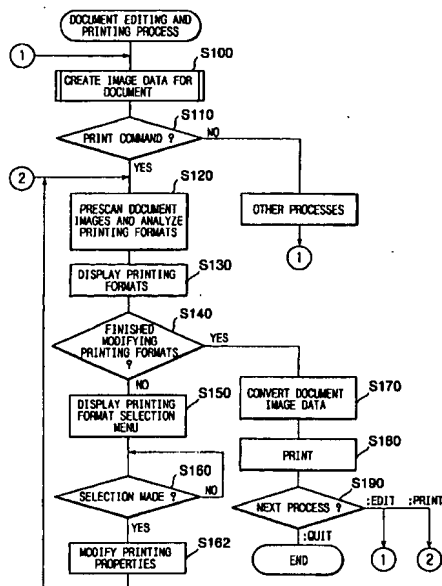 DOCUMENT EDITING AND
PRINTING PROCESS
1
S100
CREATE IMAGE DATA FOR
DOCUMENT
S110
PRINT COMMAND ?
NO
YES
2
S120
PRESCAN DOCUMENT
IMAGES AND ANALYZE
PRINTING FORMATS
OTHER PROCESSES
1
S130
DISPLAY PRINTING
FORMATS
S140
FINISHED
MODIFYING
PRINTING FORMATS
?
YES
NO
S150
DISPLAY PRINTING
FORMAT SELECTION
MENU
S170
CONVERT DOCUMENT
IMAGE DATA
S180
PRINT
S160
SELECTION MADE ?
NO
YES
S190
NEXT PROCESS ?
:EDIT
:PRINT
:QUIT
S162
MODIFY PRINTING
PROPERTIES
END
1
2